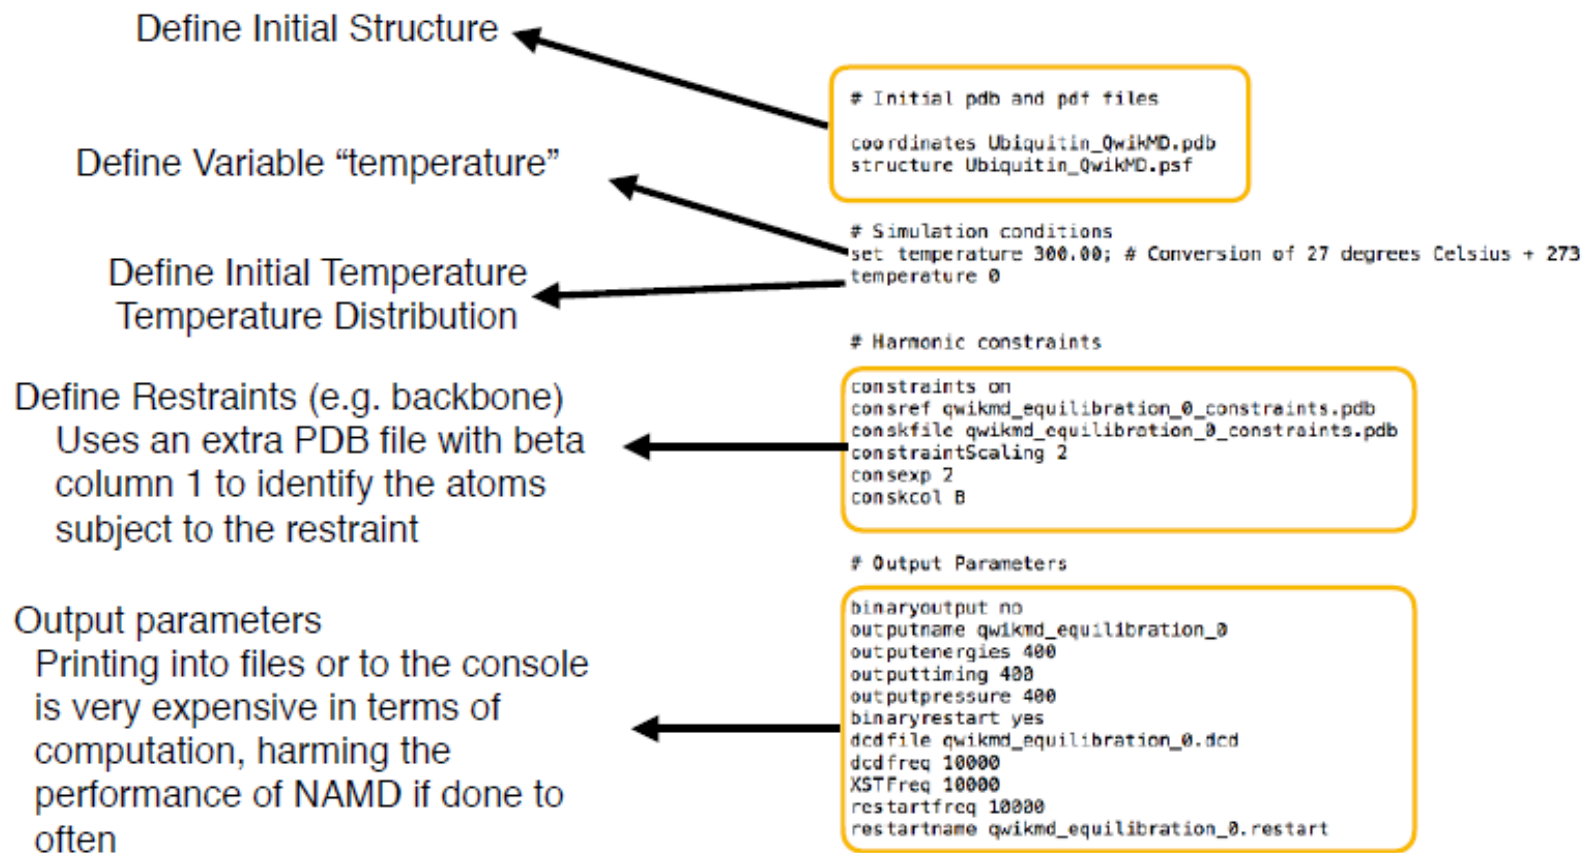 Define Initial Structure
Define Variable “temperature”
Define Initial Temperature
Temperature Distribution
Define Restraints (e.g. backbone)
Uses an extra PDB file with beta
column 1 to identify the atoms
subject to the restraint
Output parameters
Printing into files or to the console
is very expensive in terms of
computation, harming the
performance of NAMD if done to
often
# Initial pdb and pdf files
coordinates Ubiquitin_QwikMD.pdb
structure Ubiquitin_QwikMD.psf
# Simulation conditions
set temperature 300.00; # Conversion of 27 degrees Celsius + 273
temperature 0
# Harmonic constraints
constraints on
consref qwikmd_equilibration_0_constraints.pdb
conskfile qwikmd_equilibration_0_constraints.pdb
constraintScaling 2
consexp 2
conskcol B
# Output Parameters
binaryoutput no
outputname qwikmd_equilibration_0
outputenergies 400
outputtiming 400
outputpressure 400
binaryrestart yes
dcdfile qwikmd_equilibration_0.dcd
dcdfreq 10000
XSTFreq 10000
restartfreq 10000
restartname qwikmd_equilibration_0.restart